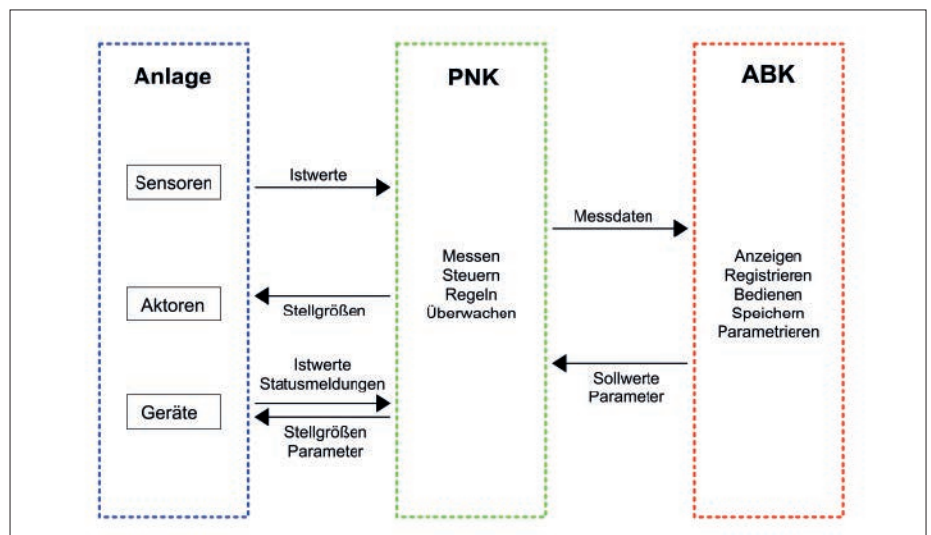 Anlage
PNK
ABK
Sensoren
Istwerte
Messdaten
Messen
Steuern
Regeln
Überwachen
Anzeigen
Registrieren
Bedienen
Speichern
Parametrieren
Aktoren
Stellgrößen
Istwerte
Statusmeldungen
Sollwerte
Parameter
Geräte
Stellgrößen
Parameter